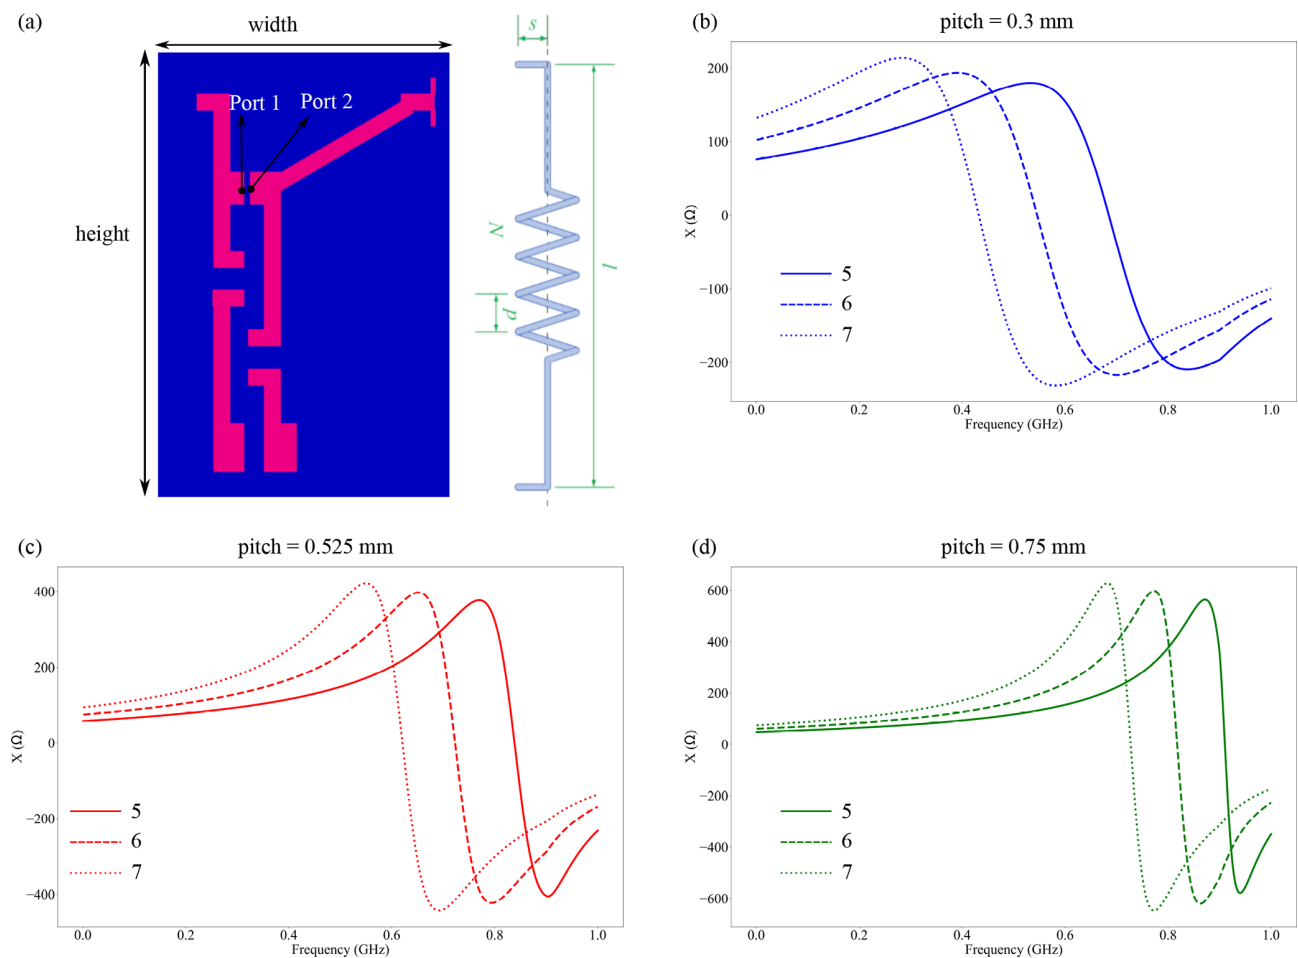 (a)
width
height
Port 1
Port 2
s
N
d
l
(b)
pitch = 0.3 mm
X (Ω)
200
100
0
−100
−200
5
6
7
0.0 0.2 0.4 0.6 0.8 1.0
Frequency (GHz)
(c)
pitch = 0.525 mm
X (Ω)
400
200
0
−200
−400
5
6
7
0.0 0.2 0.4 0.6 0.8 1.0
Frequency (GHz)
(d)
pitch = 0.75 mm
X (Ω)
600
400
200
0
−200
−400
−600
5
6
7
0.0 0.2 0.4 0.6 0.8 1.0
Frequency (GHz)